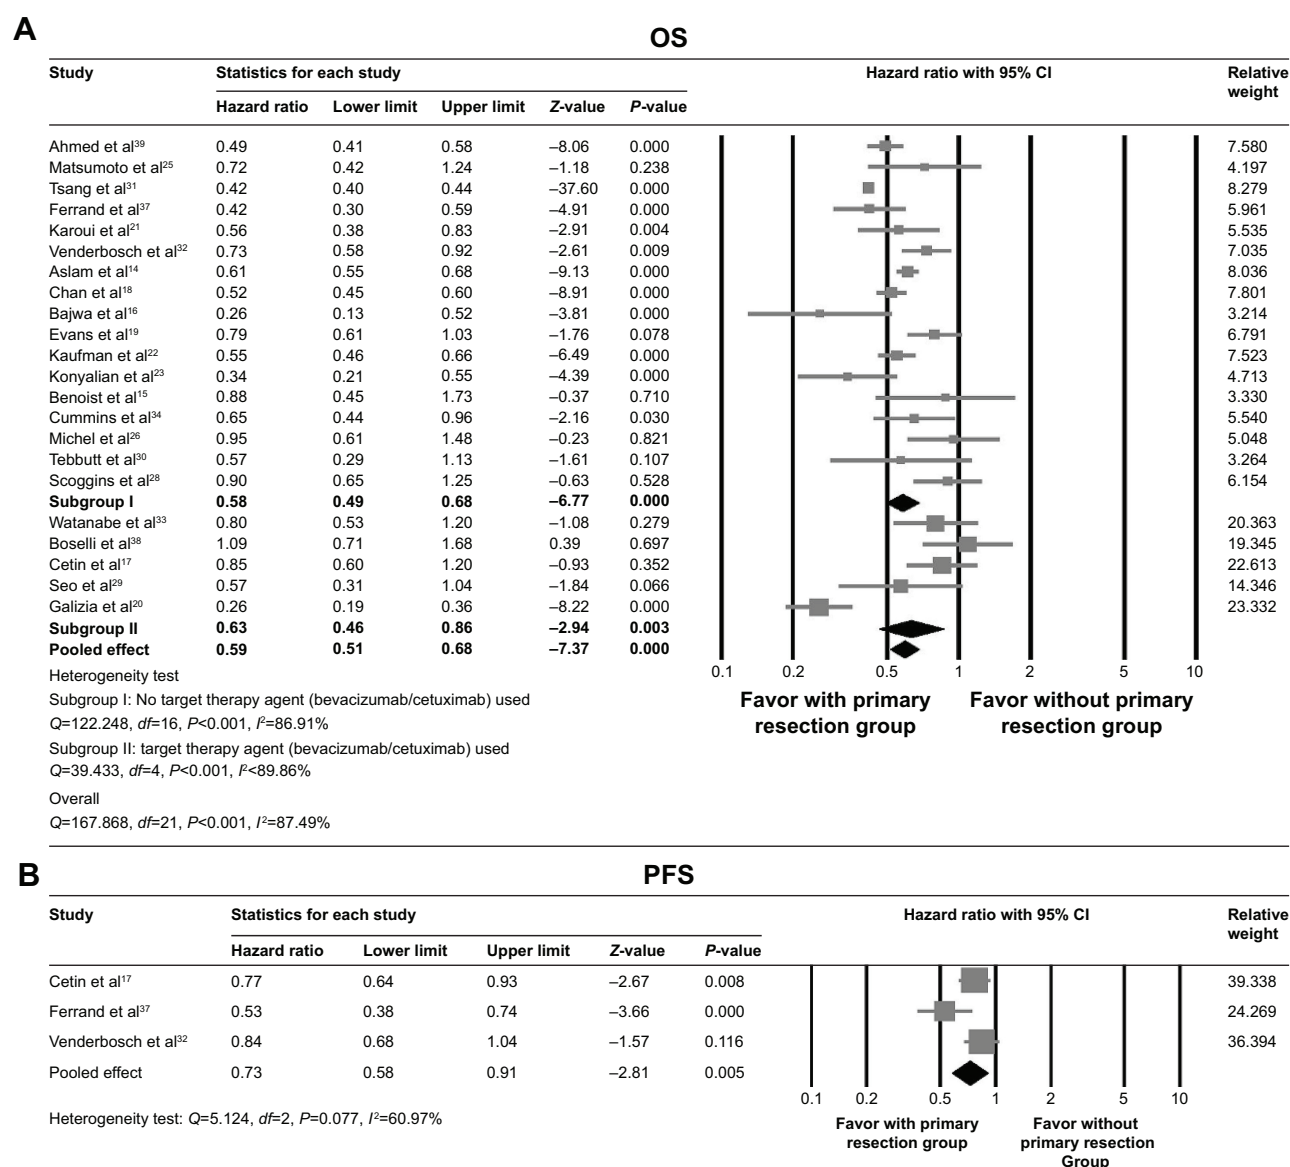 A
OS
Study Statistics for each study Hazard ratio with 95% CI Relative weight
Hazard ratio Lower limit Upper limit Z-value P-value
Ahmed et al39 0.49 0.41 0.58 –8.06 0.000 7.580
Matsumoto et al25 0.72 0.42 1.24 –1.18 0.238 4.197
Tsang et al31 0.42 0.40 0.44 –37.60 0.000 8.279
Ferrand et al37 0.42 0.30 0.59 –4.91 0.000 5.961
Karoui et al21 0.56 0.38 0.83 –2.91 0.004 5.535
Venderbosch et al32 0.73 0.58 0.92 –2.61 0.009 7.035
Aslam et al14 0.61 0.55 0.68 –9.13 0.000 8.036
Chan et al18 0.52 0.45 0.60 –8.91 0.000 7.801
Bajwa et al16 0.26 0.13 0.52 –3.81 0.000 3.214
Evans et al19 0.79 0.61 1.03 –1.76 0.078 6.791
Kaufman et al22 0.55 0.46 0.66 –6.49 0.000 7.523
Konyalian et al23 0.34 0.21 0.55 –4.39 0.000 4.713
Benoist et al15 0.88 0.45 1.73 –0.37 0.710 3.330
Cummins et al34 0.65 0.44 0.96 –2.16 0.030 5.540
Michel et al26 0.95 0.61 1.48 –0.23 0.821 5.048
Tebbutt et al30 0.57 0.29 1.13 –1.61 0.107 3.264
Scoggins et al28 0.90 0.65 1.25 –0.63 0.528 6.154
Subgroup I 0.58 0.49 0.68 –6.77 0.000
Watanabe et al33 0.80 0.53 1.20 –1.08 0.279 20.363
Boselli et al38 1.09 0.71 1.68 0.39 0.697 19.345
Cetin et al17 0.85 0.60 1.20 –0.93 0.352 22.613
Seo et al29 0.57 0.31 1.04 –1.84 0.066 14.346
Galizia et al20 0.26 0.19 0.36 –8.22 0.000 23.332
Subgroup II 0.63 0.46 0.86 –2.94 0.003
Pooled effect 0.59 0.51 0.68 –7.37 0.000
0.1 0.2 0.5 1 2 5 10
Favor with primary resection group
Favor without primary resection group
Heterogeneity test
Subgroup I: No target therapy agent (bevacizumab/cetuximab) used
Q=122.248, df=16, P<0.001, I2=86.91%
Subgroup II: target therapy agent (bevacizumab/cetuximab) used
Q=39.433, df=4, P<0.001, I2<89.86%
Overall
Q=167.868, df=21, P<0.001, I2=87.49%
B
PFS
Study Statistics for each study Hazard ratio with 95% CI Relative weight
Hazard ratio Lower limit Upper limit Z-value P-value
Cetin et al17 0.77 0.64 0.93 –2.67 0.008 39.338
Ferrand et al37 0.53 0.38 0.74 –3.66 0.000 24.269
Venderbosch et al32 0.84 0.68 1.04 –1.57 0.116 36.394
Pooled effect 0.73 0.58 0.91 –2.81 0.005
0.1 0.2 0.5 1 2 5 10
Heterogeneity test: Q=5.124, df=2, P=0.077, I2=60.97%
Favor with primary resection group
Favor without primary resection Group